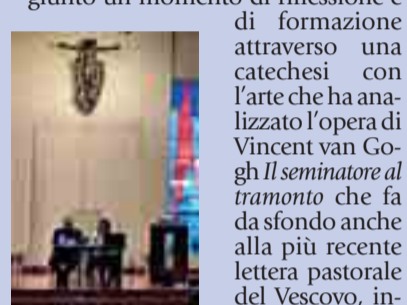 giunto un momento di riflessione e
di formazione
attraverso una
catechesi con
l'arte che ha ana-
lizzato l'opera di
Vincent van Go-
gh Il seminatore al
tramonto che fa
da sfondo anche
alla più recente
lettera pastorale
del Vescovo, in-